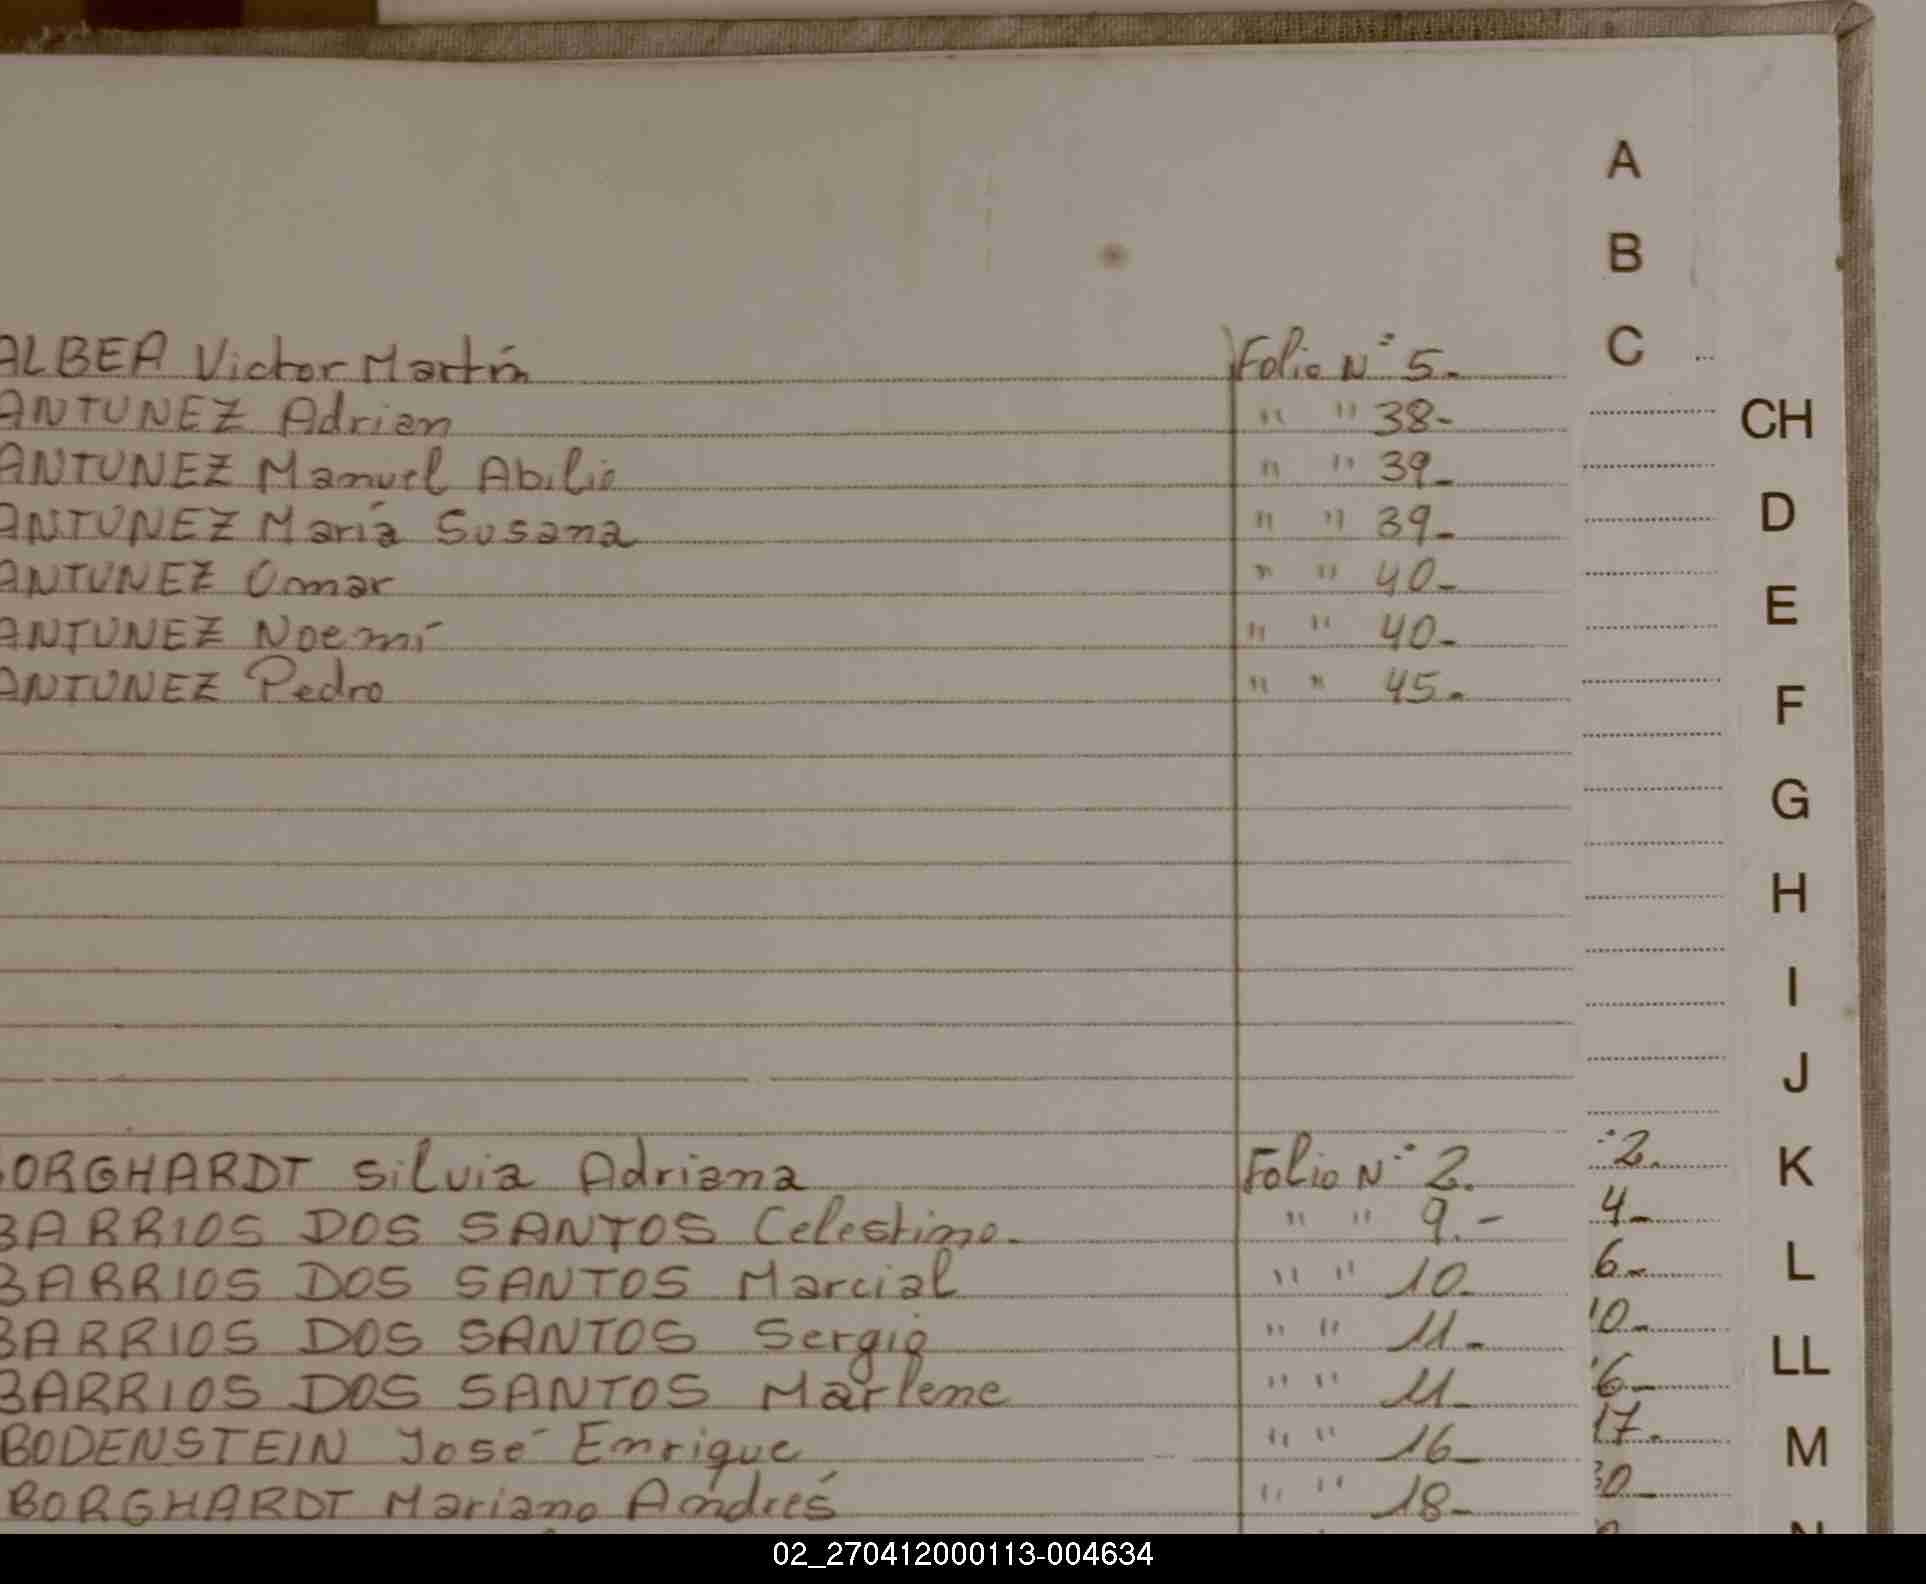 ALBEA Victor Martín Folio N° 5.-
ANTUNEZ Adrian " " 38-
ANTUNEZ Manuel Abilio " " 39-
ANTUNEZ María Susana " " 39-
ANTUNEZ Omar " " 40-
ANTUNEZ Noemí " " 40-
ANTUNEZ Pedro " " 45-
ORGHARDT Silvia Adriana Folio N° 2.
BARRIOS DOS SANTOS Celestino. " " 9.-
BARRIOS DOS SANTOS Marcial " " 10-
BARRIOS DOS SANTOS Sergio " " 11-
BARRIOS DOS SANTOS Marlene " " 11-
BODENSTEIN José Enrique " " 16-
BORGHARDT Mariano Andrés " " 18-
2.
4-
6-
10-
6-
17.
30-
A
B
C
CH
D
E
F
G
H
I
J
K
L
LL
M
N
02_270412000113-004634